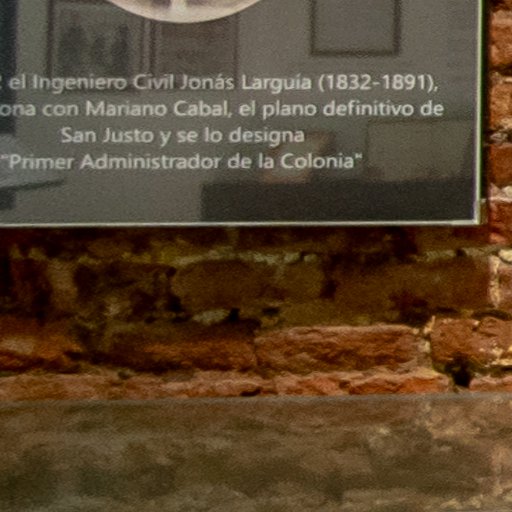 el Ingeniero Civil Jonás Larguía (1832-1891),
ona con Mariano Cabal, el plano definitivo de
San Justo y se lo designa
"Primer Administrador de la Colonia"